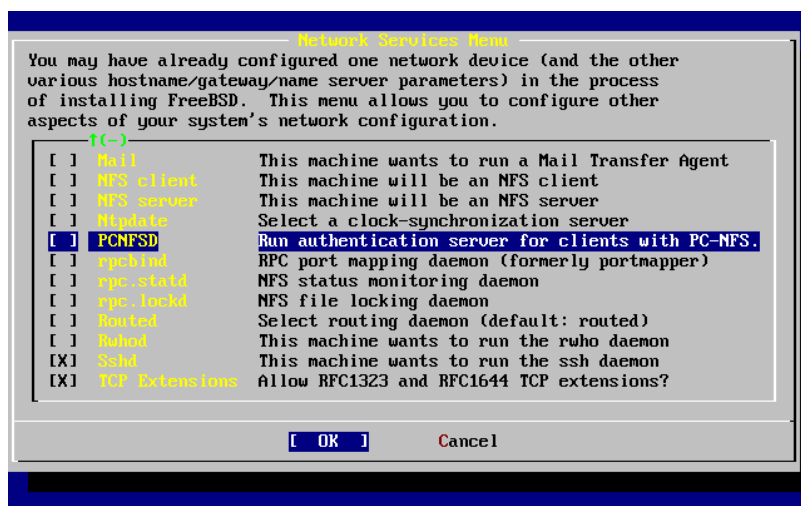 Network Services Menu
You may have already configured one network device (and the other
various hostname/gateway/name server parameters) in the process
of installing FreeBSD.  This menu allows you to configure other
aspects of your system's network configuration.
↑(-)
[ ] Mail This machine wants to run a Mail Transfer Agent
[ ] NFS client This machine will be an NFS client
[ ] NFS server This machine will be an NFS server
[ ] Ntpdate Select a clock-synchronization server
[ ] PCNFSD Run authentication server for clients with PC-NFS.
[ ] rpcbind RPC port mapping daemon (formerly portmapper)
[ ] rpc.statd NFS status monitoring daemon
[ ] rpc.lockd NFS file locking daemon
[ ] Routed Select routing daemon (default: routed)
[ ] Rwhod This machine wants to run the rwho daemon
[X] Sshd This machine wants to run the ssh daemon
[X] TCP Extensions Allow RFC1323 and RFC1644 TCP extensions?
[ OK ] Cancel